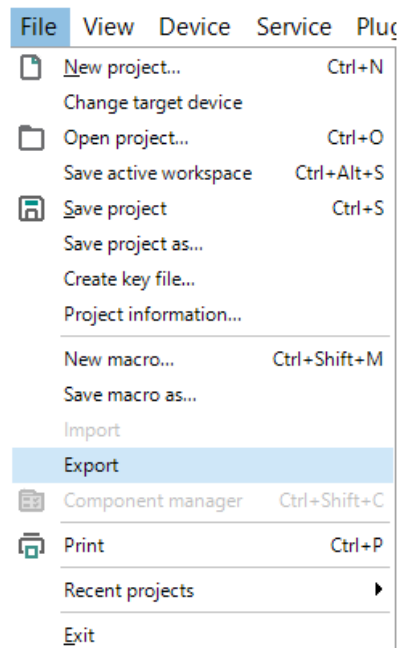 File View Device Service
New project... Ctrl+N
Change target device
Open project... Ctrl+O
Save active workspace Ctrl+Alt+S
Save project Ctrl+S
Save project as...
Create key file...
Project information...
New macro... Ctrl+Shift+M
Save macro as...
Import
Export
Component manager Ctrl+Shift+C
Print Ctrl+P
Recent projects
Exit